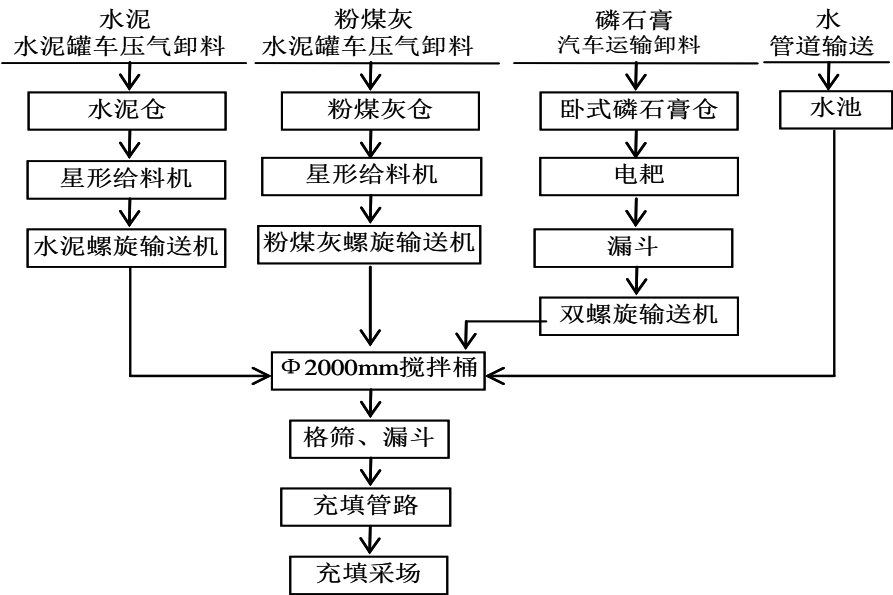 水泥
水泥罐车压气卸料
粉煤灰
水泥罐车压气卸料
磷石膏
汽车运输卸料
水
管道输送
水泥仓
粉煤灰仓
卧式磷石膏仓
水池
星形给料机
星形给料机
电耙
水泥螺旋输送机
粉煤灰螺旋输送机
漏斗
双螺旋输送机
Φ2000mm搅拌桶
格筛、漏斗
充填管路
充填采场